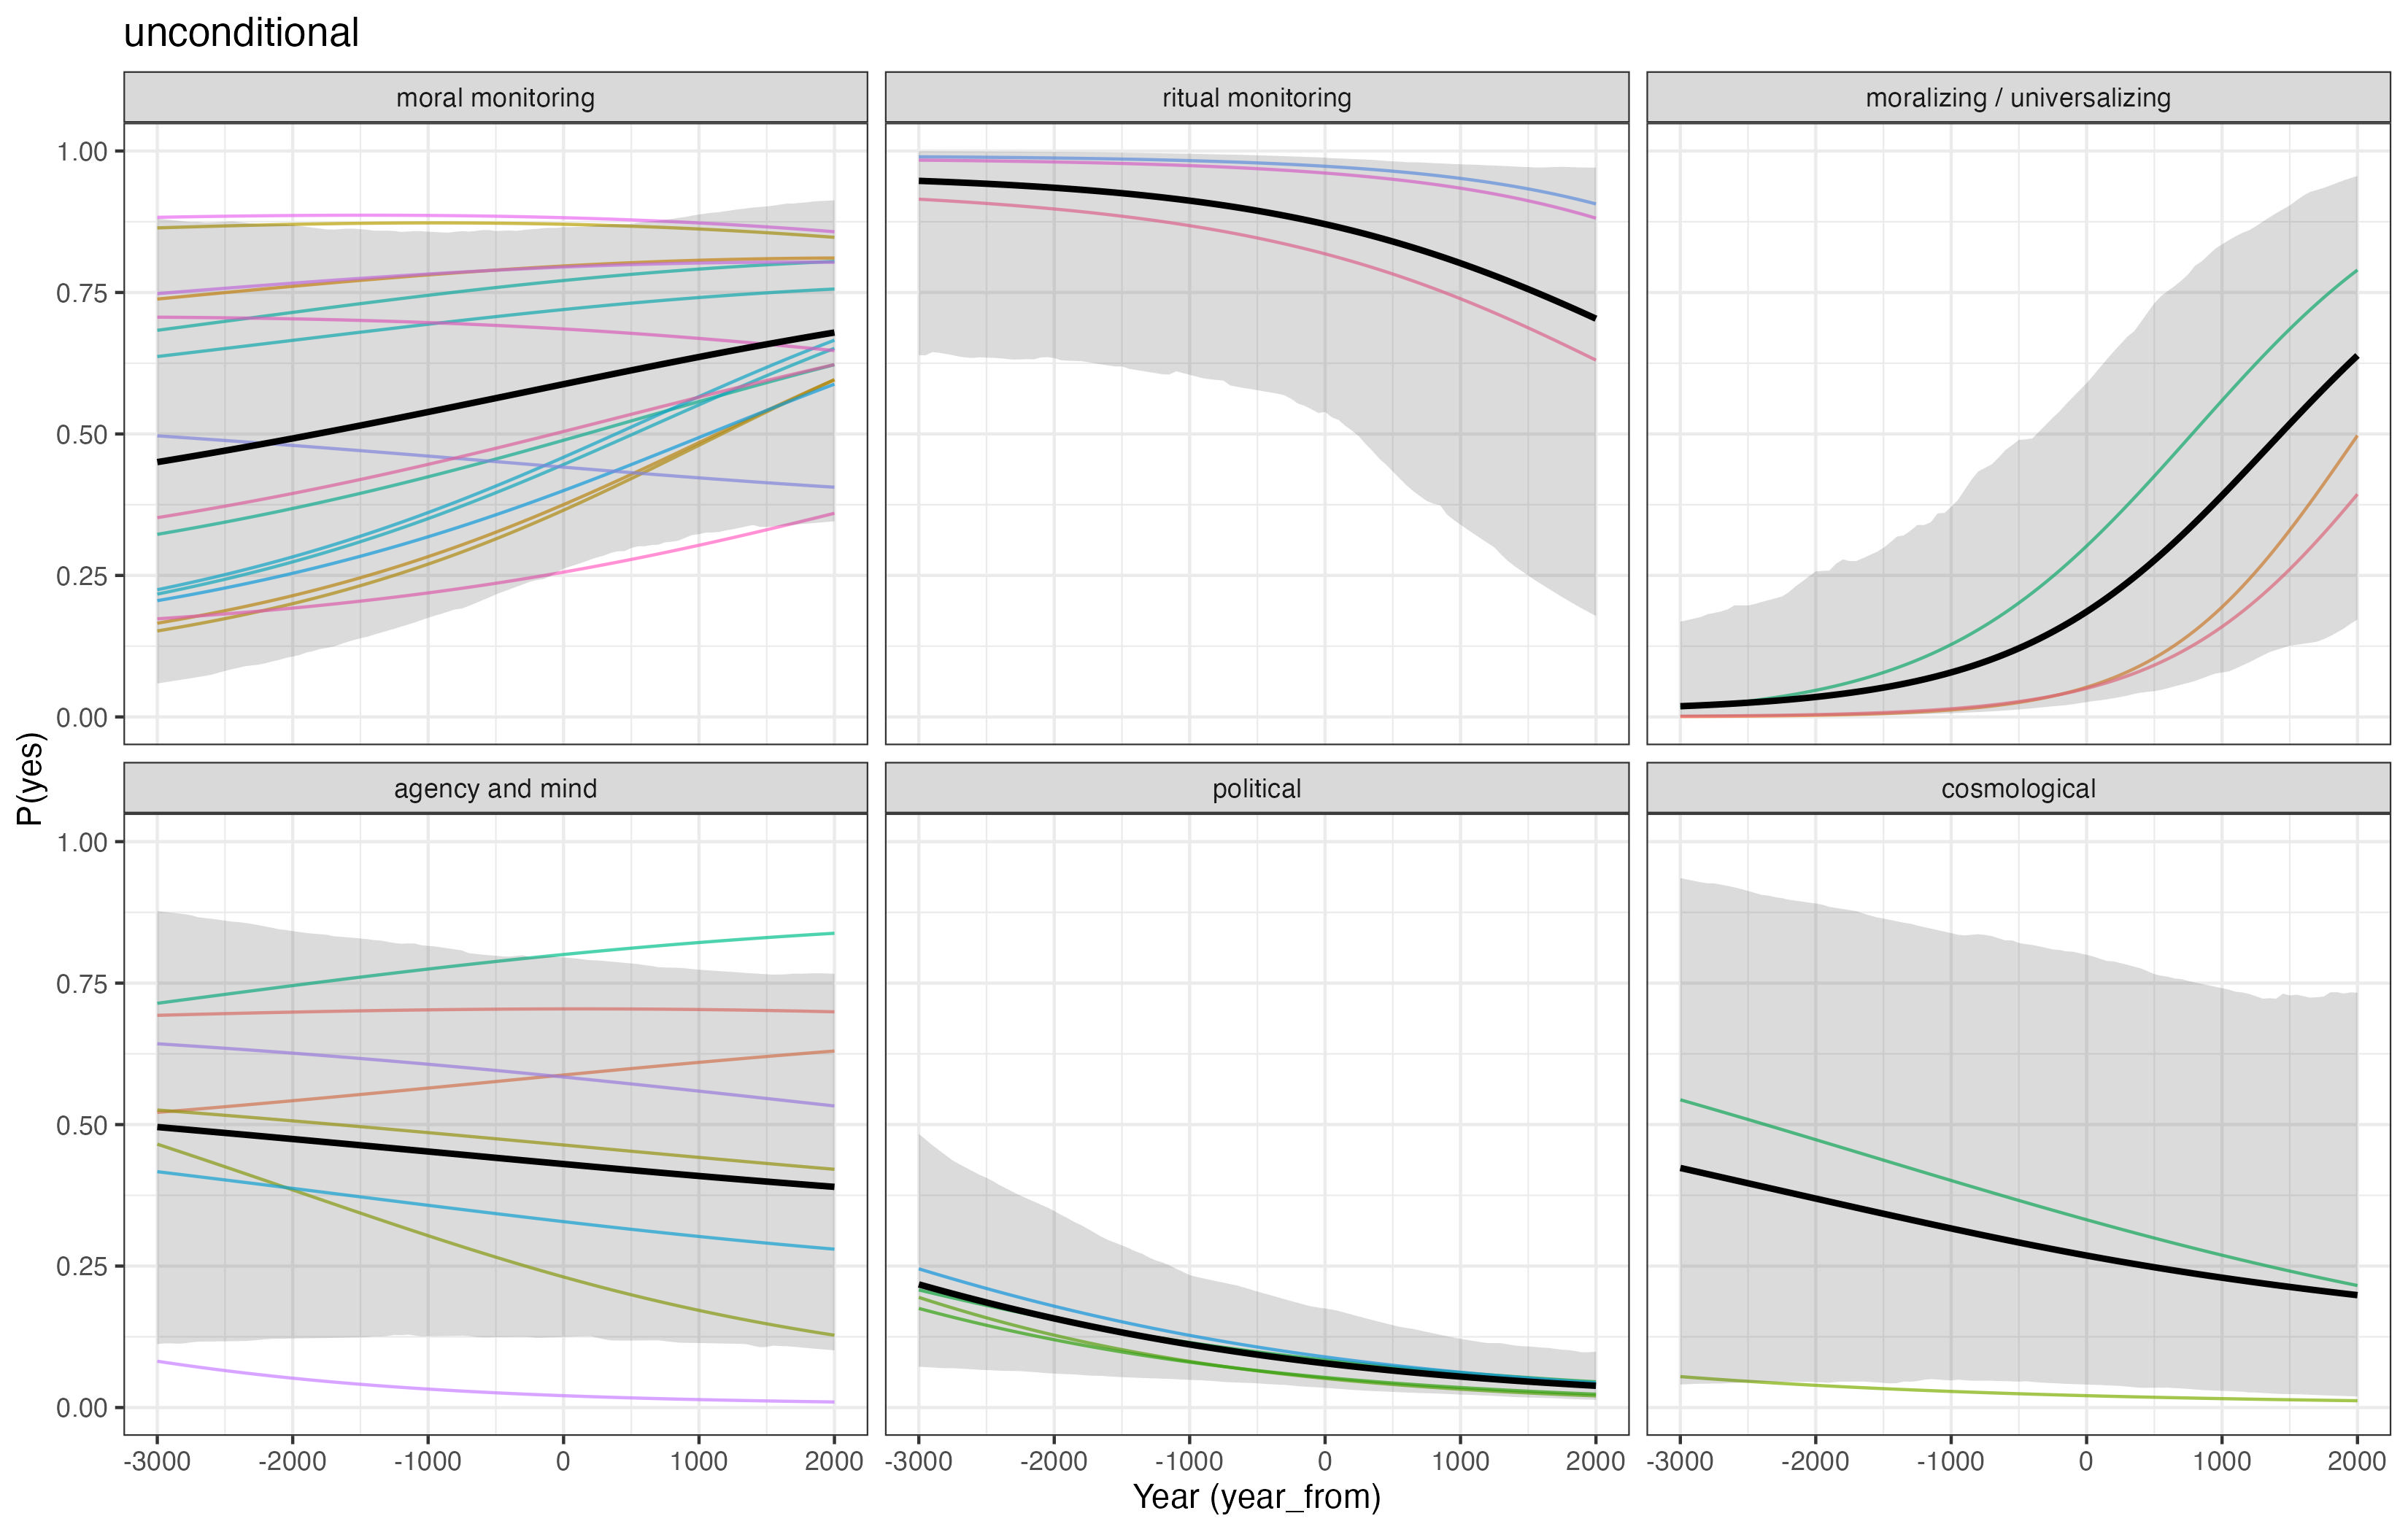 unconditional
moral monitoring
ritual monitoring
moralizing / universalizing
1.00
0.75
0.50
0.25
0.00
P(yes)
agency and mind
political
cosmological
1.00
0.75
0.50
0.25
0.00
-3000 -2000 -1000 0 1000 2000
-3000 -2000 -1000 0 1000 2000
-3000 -2000 -1000 0 1000 2000
Year (year_from)